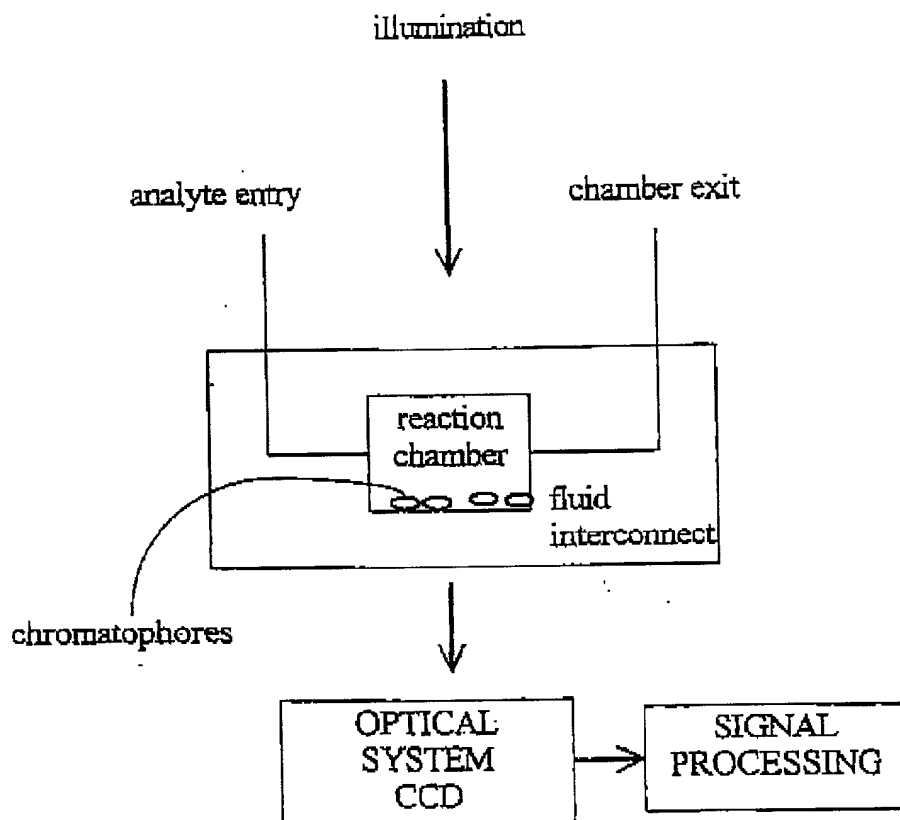 illumination
analyte entry
chamber exit
reaction
chamber
fluid
interconnect
chromatophores
OPTICAL
SYSTEM
CCD
SIGNAL
PROCESSING